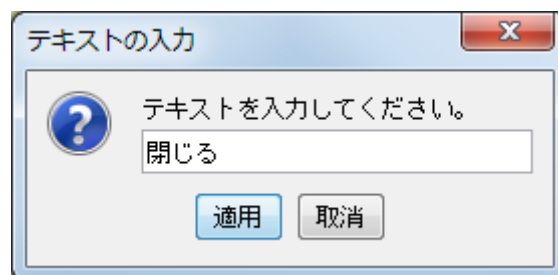 テキストの入力
テキストを入力してください。
閉じる
適用 取消